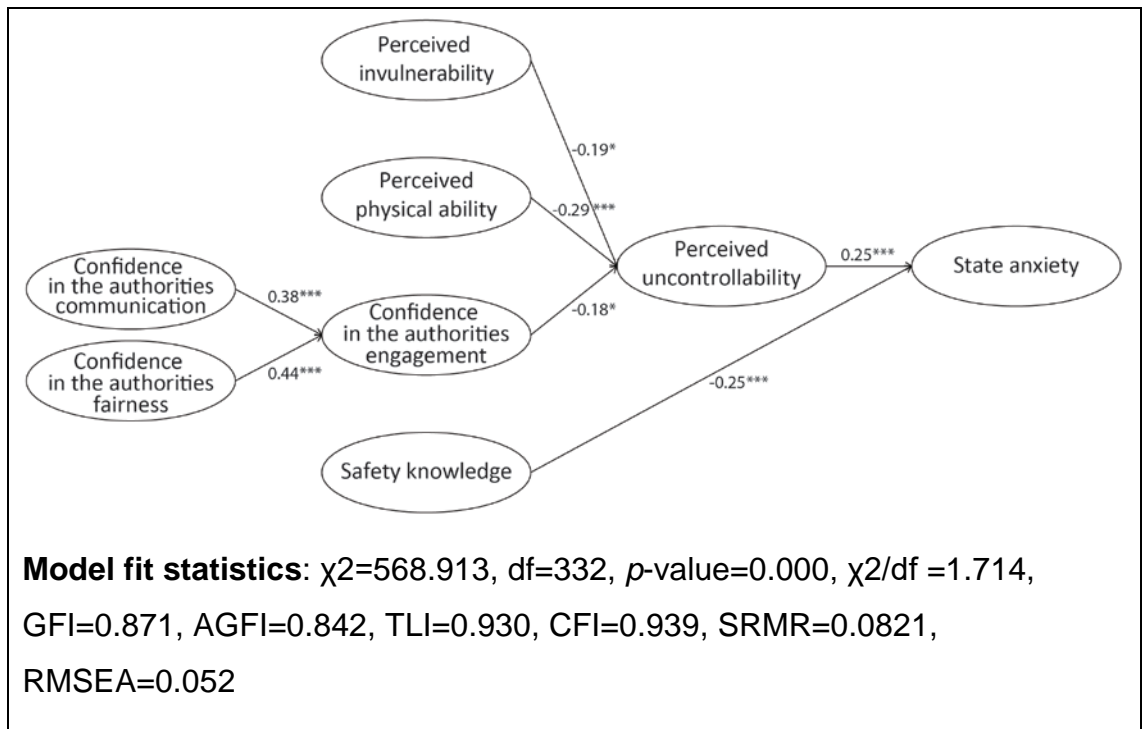 Perceived
invulnerability
-0.19*
Perceived
physical ability
-0.29***
Confidence
in the authorities
communication
0.38***
Perceived
uncontrollability
0.25***
State anxiety
Confidence
in the authorities
engagement
-0.18*
Confidence
in the authorities
fairness
0.44***
-0.25***
Safety knowledge
Model fit statistics: χ2=568.913, df=332, p-value=0.000, χ2/df =1.714,
GFI=0.871, AGFI=0.842, TLI=0.930, CFI=0.939, SRMR=0.0821,
RMSEA=0.052